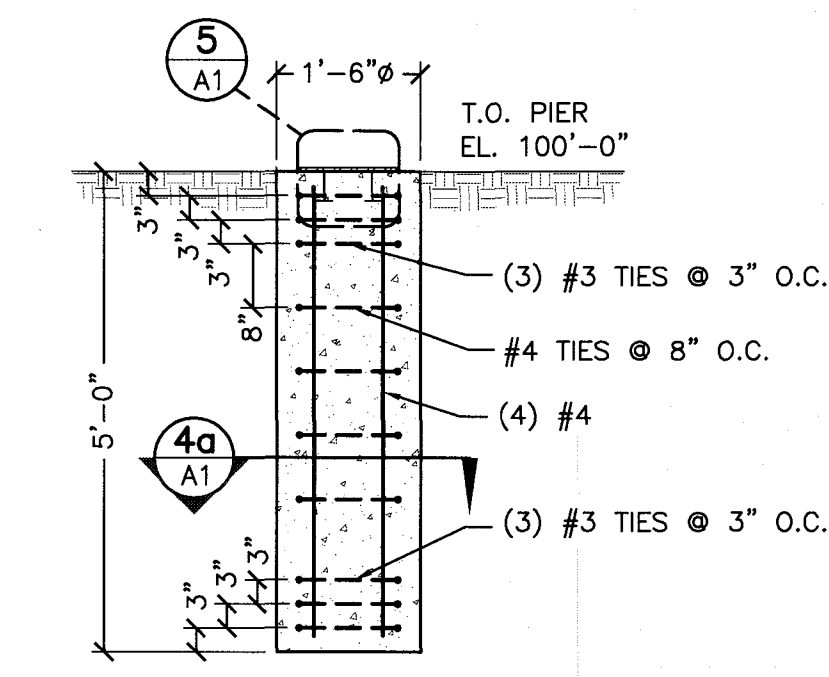 5
A1
1'-6"ø
T.O. PIER
EL. 100'-0"
3"
3"
3"
8"
(3) #3 TIES @ 3" O.C.
#4 TIES @ 8" O.C.
(4) #4
5'-0"
4a
A1
(3) #3 TIES @ 3" O.C.
3"
3"
3"